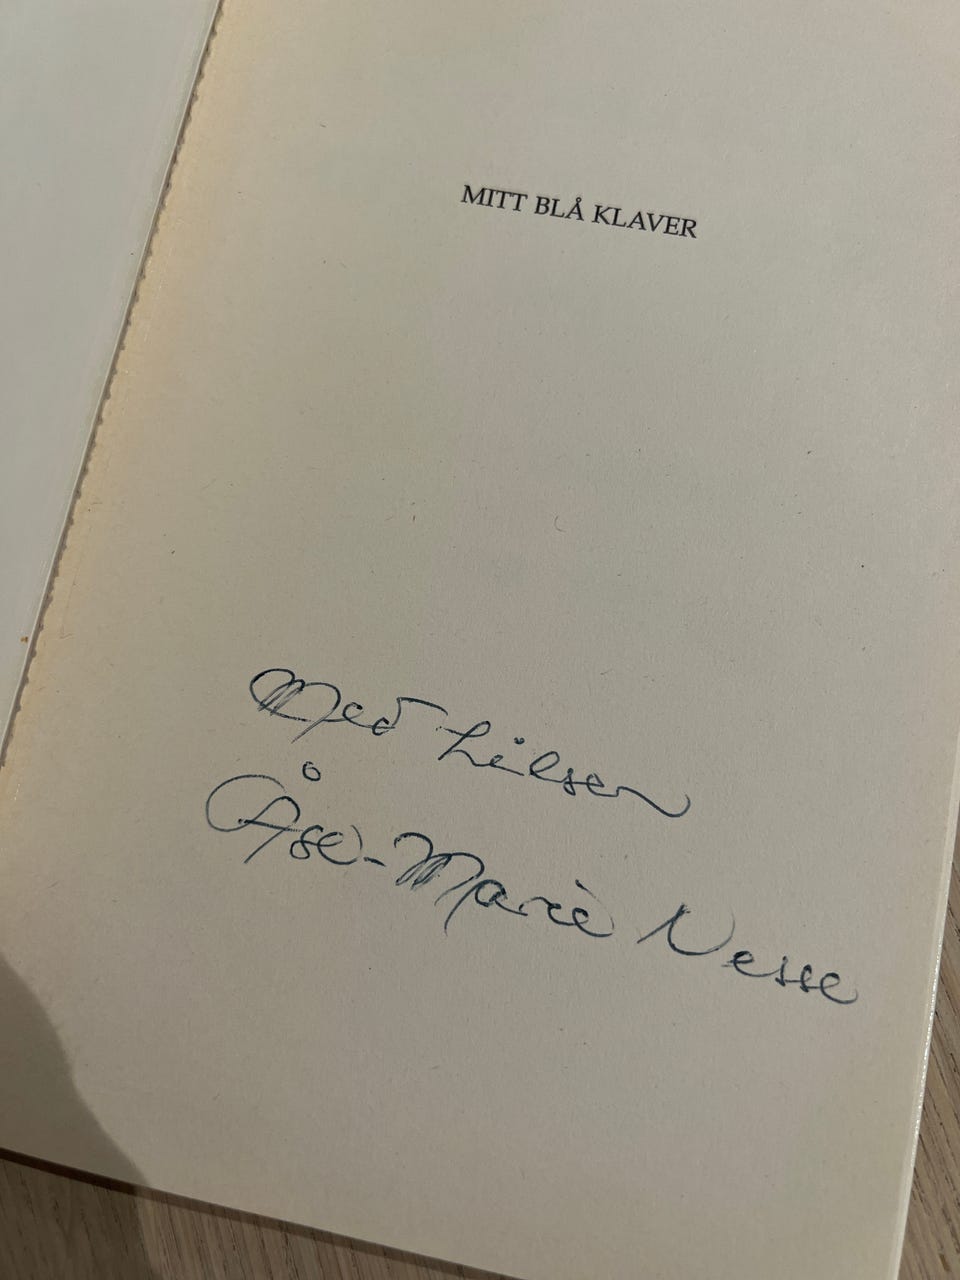 MITT BLÅ KLAVER
Med hilsen
Åse-Marie Nesse